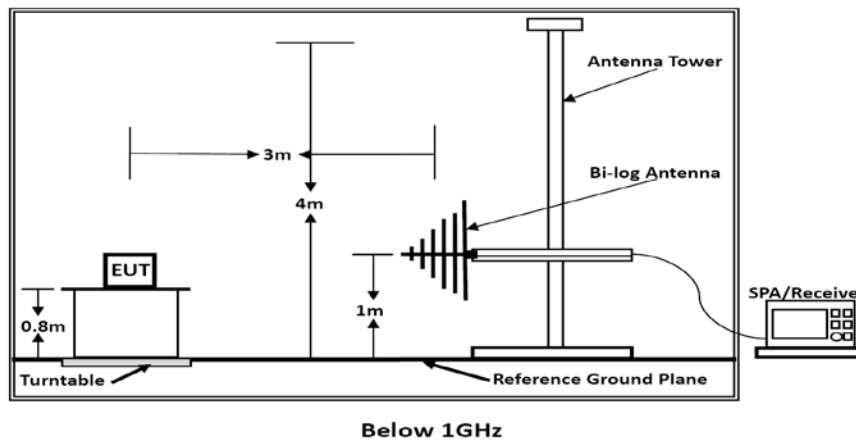 Antenna Tower
3m
Bi-log Antenna
4m
EUT
1m
SPA/Receive
0.8m
Turntable
Reference Ground Plane
Below 1GHz